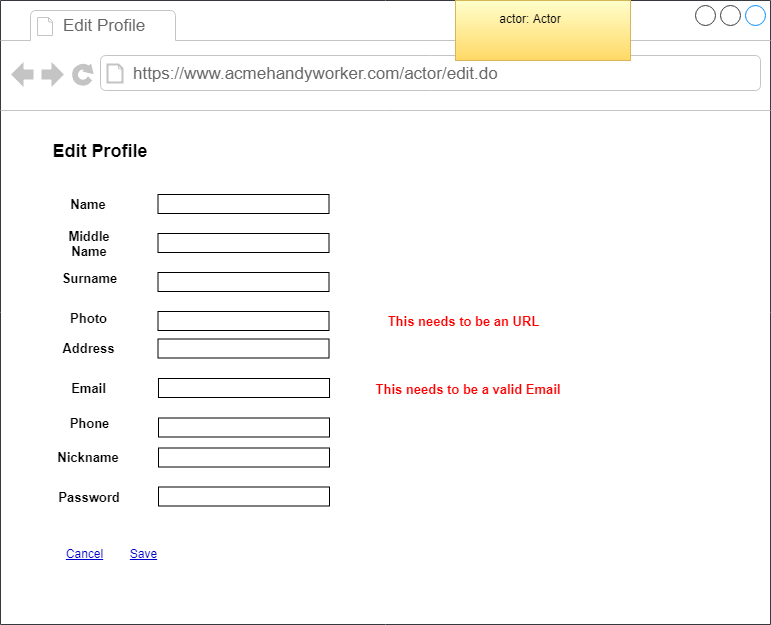 Edit Profile
actor: Actor
https://www.acmehandyworker.com/actor/edit.do
Edit Profile
Name
Middle
Name
Surname
Photo
This needs to be an URL
Address
Email
This needs to be a valid Email
Phone
Nickname
Password
Cancel Save